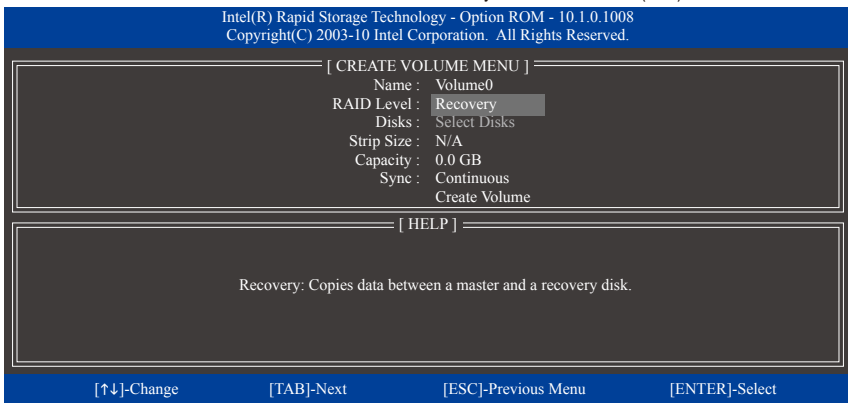 Intel(R) Rapid Storage Technology - Option ROM - 10.1.0.1008
Copyright(C) 2003-10 Intel Corporation. All Rights Reserved.
[ CREATE VOLUME MENU ]
Name : Volume0
RAID Level : Recovery
Disks : Select Disks
Strip Size : N/A
Capacity : 0.0 GB
Sync : Continuous
Create Volume
[ HELP ]
Recovery: Copies data between a master and a recovery disk.
[↑↓]-Change [TAB]-Next [ESC]-Previous Menu [ENTER]-Select